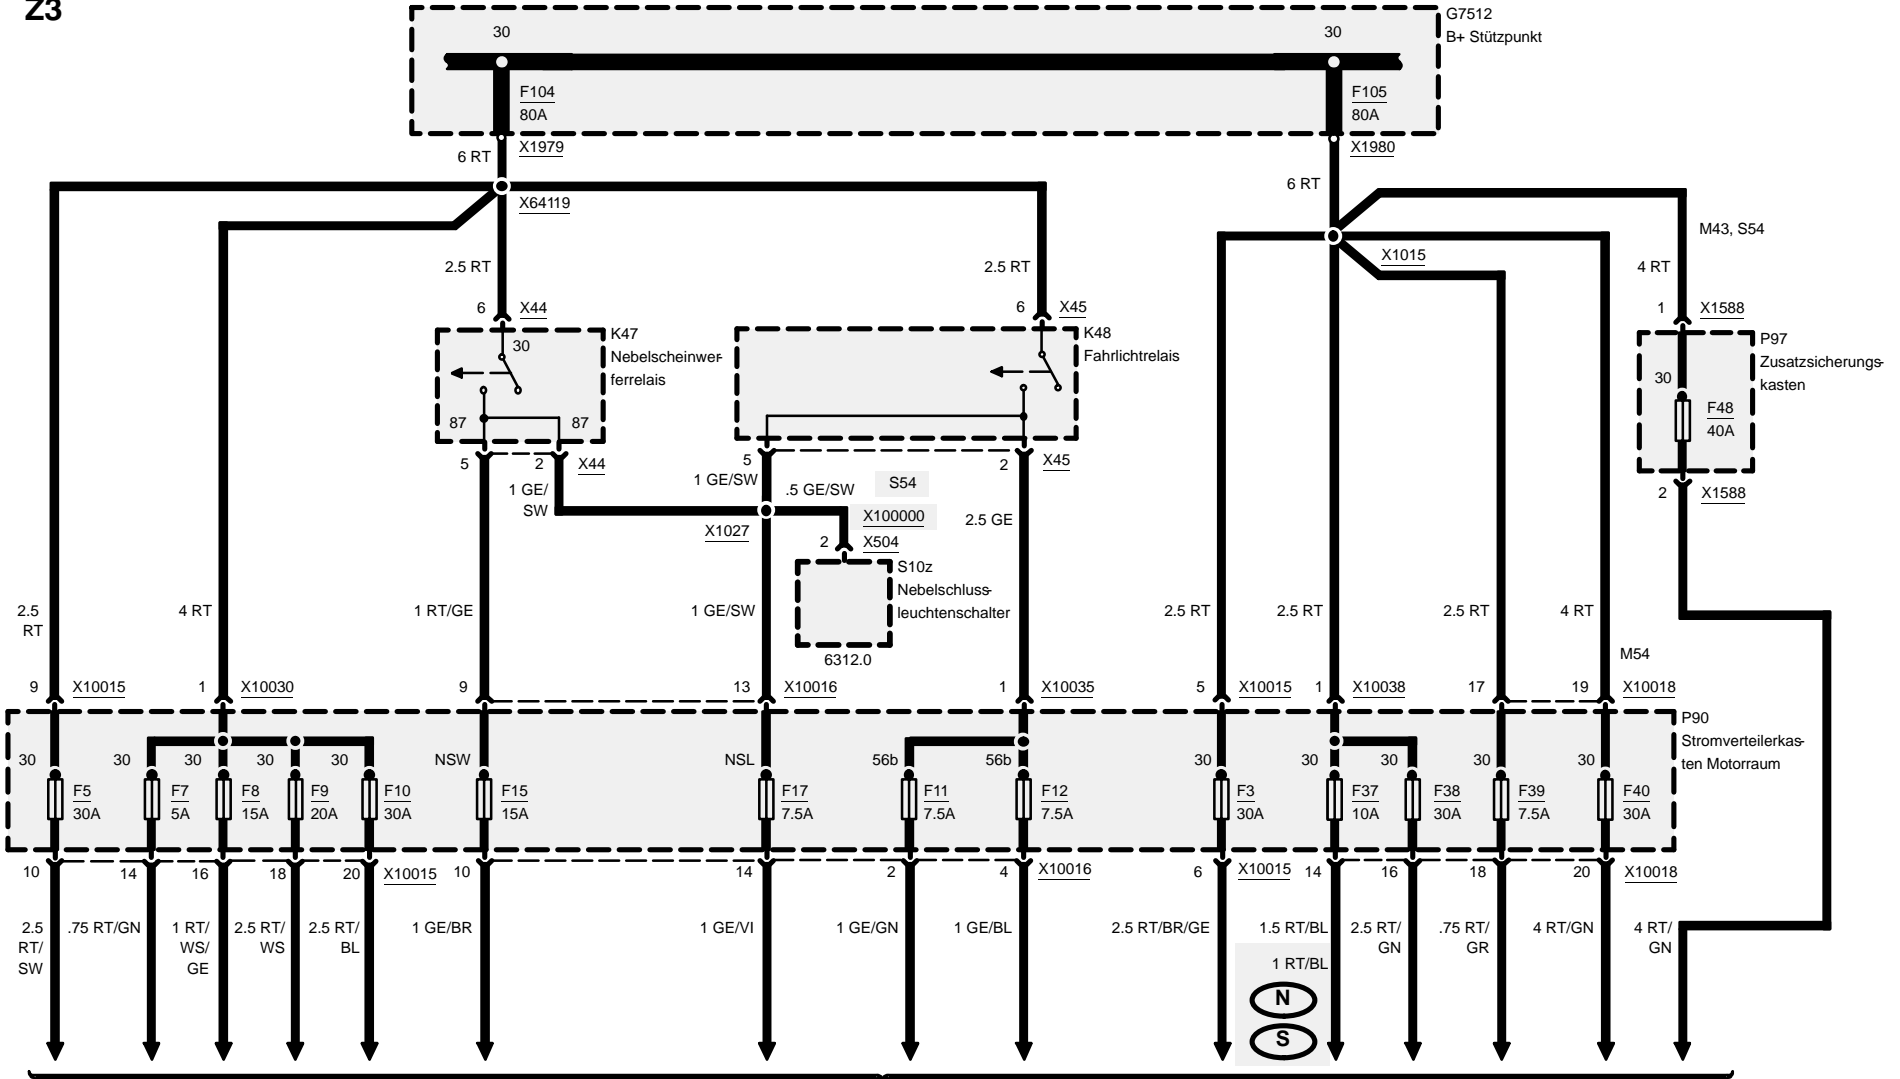 Z3
G7512
B+ Stützpunkt
30
30
F104
80A
F105
80A
X1979
X1980
6 RT
6 RT
X64119
M43, S54
X1015
2.5 RT
2.5 RT
4 RT
6
X44
6
X45
1
X1588
K47
Nebelscheinwer-
ferrelais
30
87
87
K48
Fahrlichtrelais
P97
Zusatzsicherungs-
kasten
30
F48
40A
5
2
X44
5
2
X45
2
X1588
1 GE/
SW
1 GE/SW
.5 GE/SW
S54
X100000
2.5 GE
X1027
2
X504
S10z
Nebelschluss-
leuchtenschalter
6312.0
2.5
RT
4 RT
1 RT/GE
1 GE/SW
2.5 RT
2.5 RT
2.5 RT
4 RT
M54
9
X10015
1
X10030
9
13
X10016
1
X10035
5
X10015
1
X10038
17
19
X10018
P90
Stromverteilerkas-
ten Motorraum
30
30
30
30
30
NSW
NSL
56b
56b
30
30
30
30
30
F5
30A
F7
5A
F8
15A
F9
20A
F10
30A
F15
15A
F17
7.5A
F11
7.5A
F12
7.5A
F3
30A
F37
10A
F38
30A
F39
7.5A
F40
30A
10
14
16
18
20
X10015
10
14
2
4
X10016
6
X10015
14
16
18
20
X10018
2.5
RT/
SW
.75 RT/GN
1 RT/
WS/
GE
2.5 RT/
WS
2.5 RT/
BL
1 GE/BR
1 GE/VI
1 GE/GN
1 GE/BL
2.5 RT/BR/GE
1.5 RT/BL
1 RT/BL
N
S
2.5 RT/
GN
.75 RT/
GR
4 RT/GN
4 RT/
GN